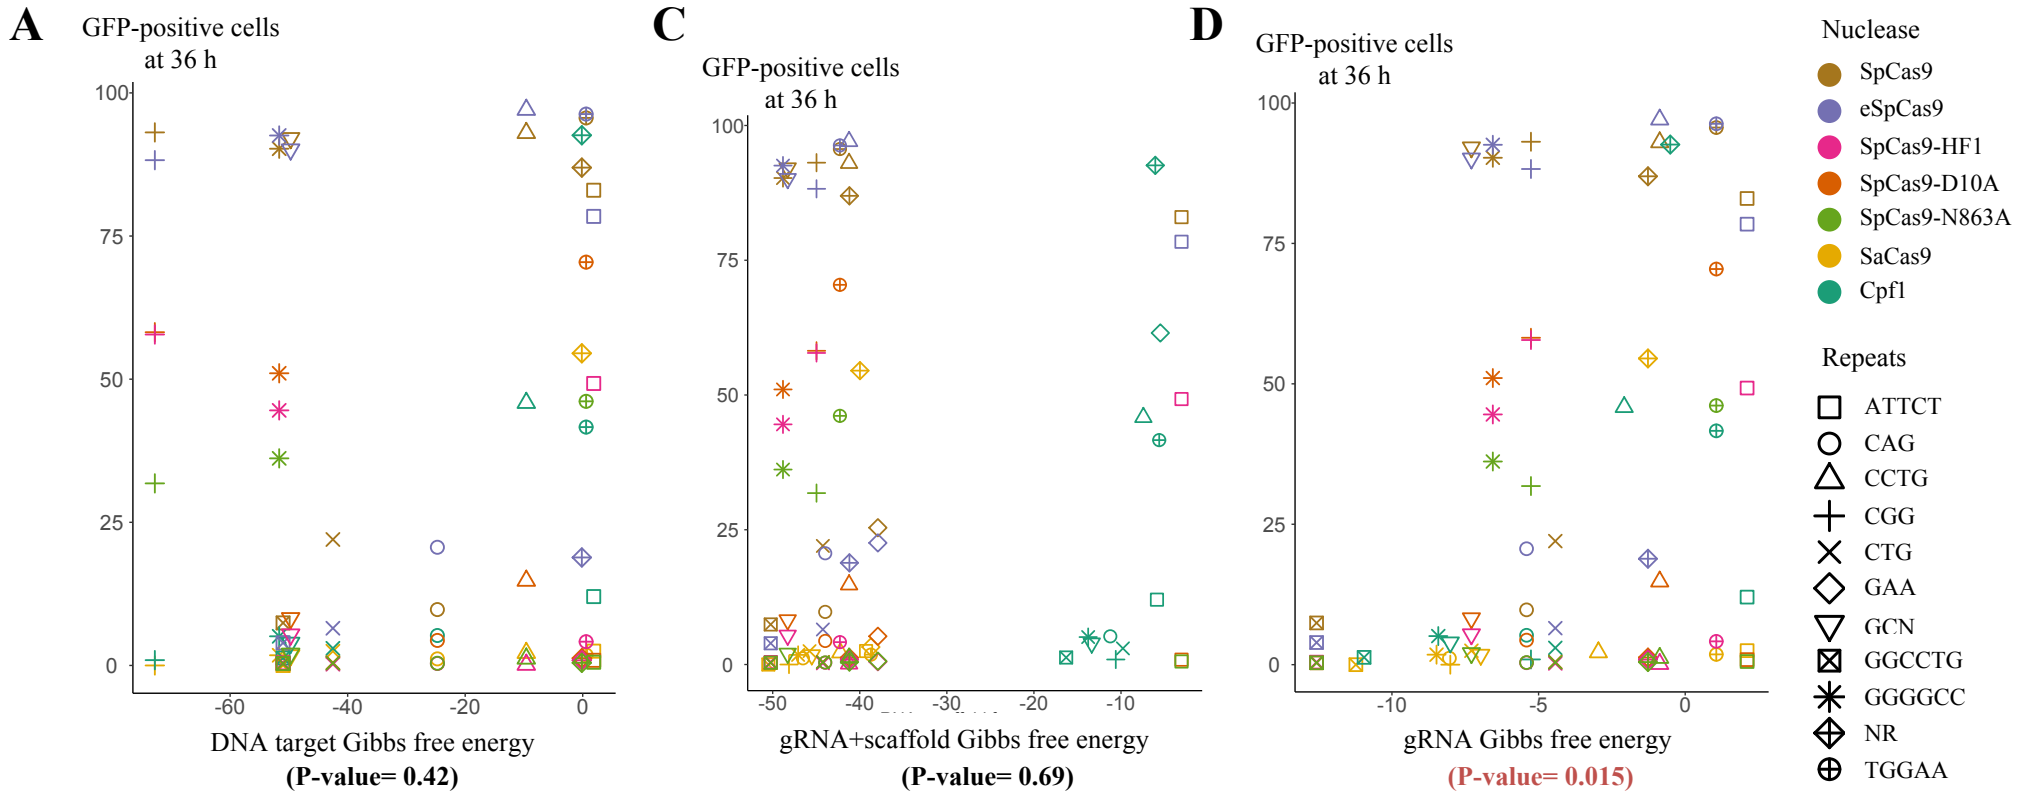 A
GFP-positive cells
at 36 h
100
75
50
25
0
-60
-40
-20
0
DNA target Gibbs free energy
(P-value= 0.42)
C
GFP-positive cells
at 36 h
100
75
50
25
0
-50
-40
-30
-20
-10
gRNA+scaffold Gibbs free energy
(P-value= 0.69)
D
GFP-positive cells
at 36 h
100
75
50
25
0
-10
-5
0
gRNA Gibbs free energy
(P-value= 0.015)
Nuclease
SpCas9
eSpCas9
SpCas9-HF1
SpCas9-D10A
SpCas9-N863A
SaCas9
Cpf1
Repeats
ATTCT
CAG
CCTG
CGG
CTG
GAA
GCN
GGCCTG
GGGGCC
NR
TGGAA